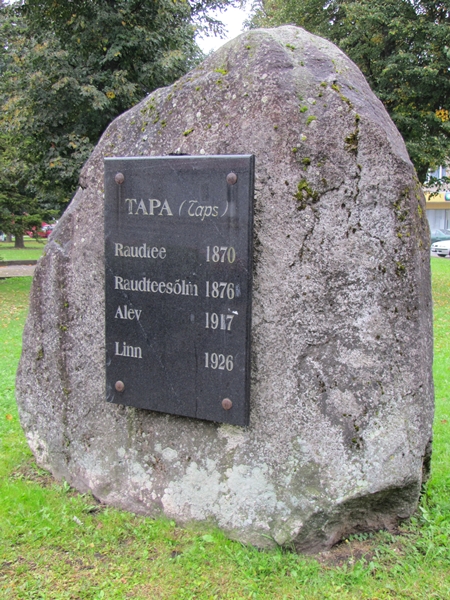 TAPA (Taps)
Raudtee 1870
Raudteesõlm 1876
Alev 1917
Linn 1926